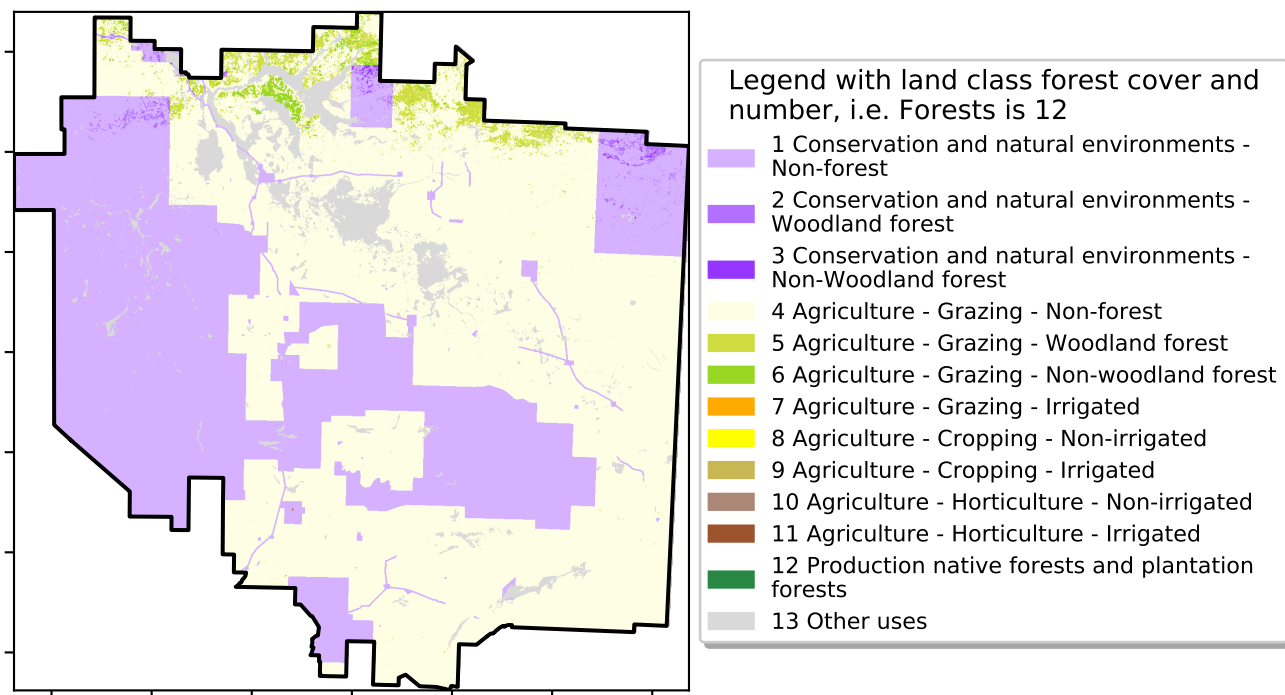 Legend with land class forest cover and
number, i.e. Forests is 12
1 Conservation and natural environments -
Non-forest
2 Conservation and natural environments -
Woodland forest
3 Conservation and natural environments -
Non-Woodland forest
4 Agriculture - Grazing - Non-forest
5 Agriculture - Grazing - Woodland forest
6 Agriculture - Grazing - Non-woodland forest
7 Agriculture - Grazing - Irrigated
8 Agriculture - Cropping - Non-irrigated
9 Agriculture - Cropping - Irrigated
10 Agriculture - Horticulture - Non-irrigated
11 Agriculture - Horticulture - Irrigated
12 Production native forests and plantation
forests
13 Other uses